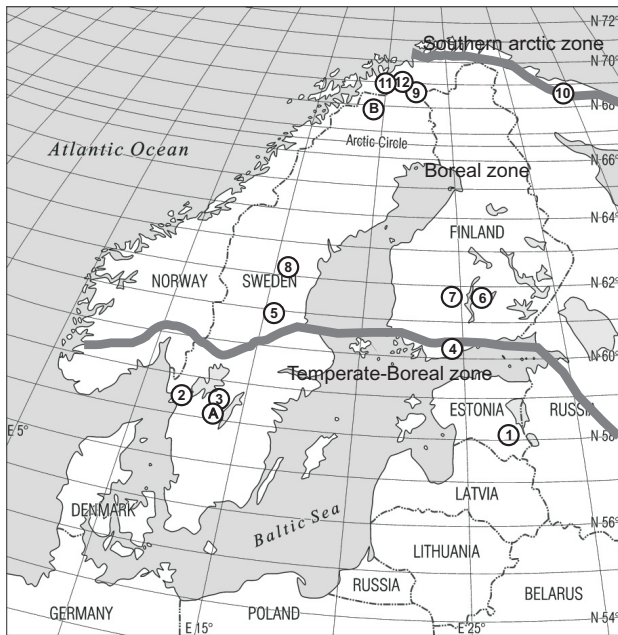 N 72°
Southern arctic zone
N 70°
11 12 9
10
N 68°
B
Arctic Circle
Atlantic Ocean
N 66°
Boreal zone
N 64°
FINLAND
NORWAY
SWEDEN
8
N 62°
7 6
5
N 60°
4
Temperate-Boreal zone
2
3
A
ESTONIA
RUSSIA
E 5°
1
N 58°
LATVIA
DENMARK
Baltic Sea
N 56°
LITHUANIA
RUSSIA
BELARUS
GERMANY
POLAND
N 54°
E 15°
E 25°